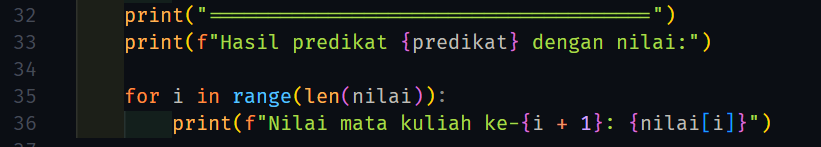 32 print("====================================")
33 print(f"Hasil predikat {predikat} dengan nilai:")
34
35 for i in range(len(nilai)):
36 print(f"Nilai mata kuliah ke-{i + 1}: {nilai[i]}")